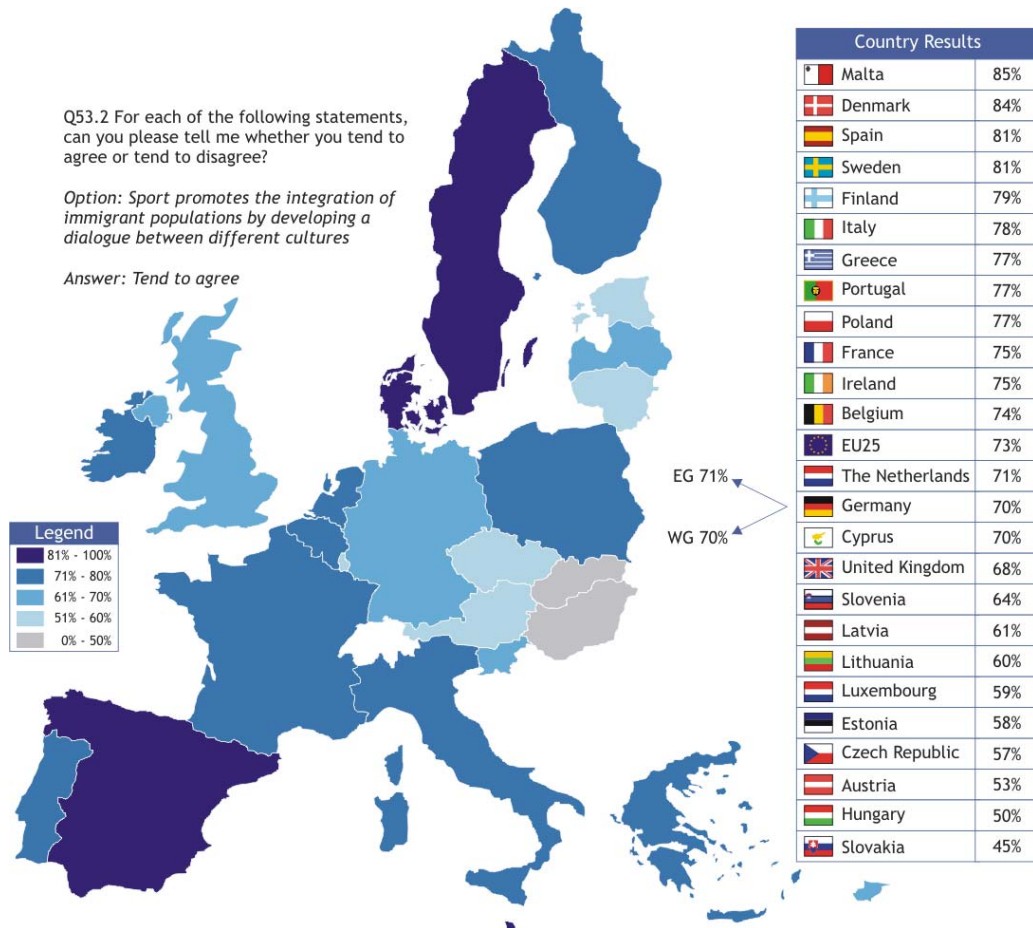 Q53.2 For each of the following statements,
can you please tell me whether you tend to
agree or tend to disagree?
Option: Sport promotes the integration of
immigrant populations by developing a
dialogue between different cultures
Answer: Tend to agree
Legend
81% - 100%
71% - 80%
61% - 70%
51% - 60%
0% - 50%
EG 71%
WG 70%
Country Results
Malta 85%
Denmark 84%
Spain 81%
Sweden 81%
Finland 79%
Italy 78%
Greece 77%
Portugal 77%
Poland 77%
France 75%
Ireland 75%
Belgium 74%
EU25 73%
The Netherlands 71%
Germany 70%
Cyprus 70%
United Kingdom 68%
Slovenia 64%
Latvia 61%
Lithuania 60%
Luxembourg 59%
Estonia 58%
Czech Republic 57%
Austria 53%
Hungary 50%
Slovakia 45%